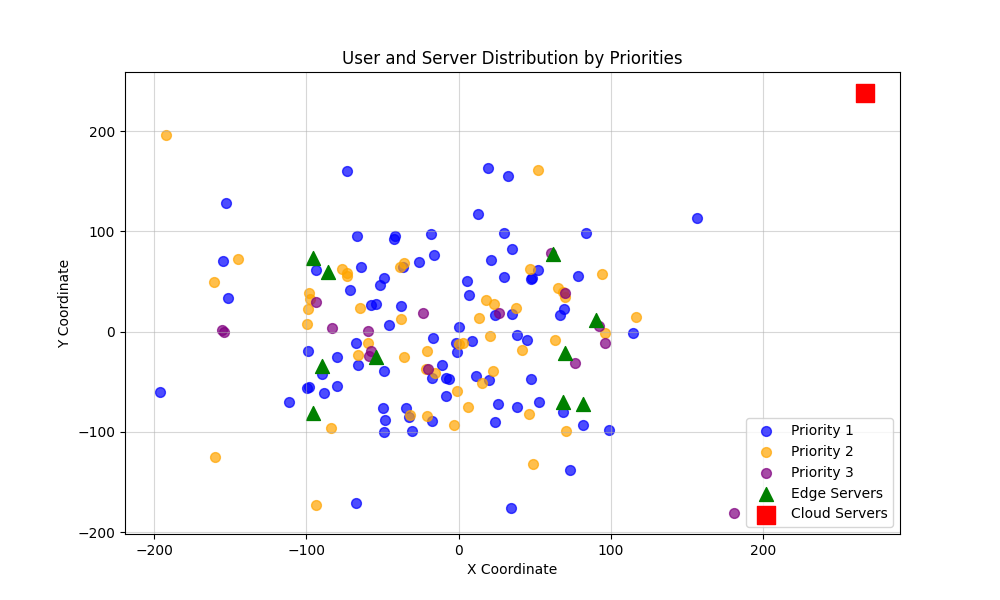 User and Server Distribution by Priorities
Y Coordinate
200
100
0
−100
−200
−200
−100
0
100
200
X Coordinate
Priority 1
Priority 2
Priority 3
Edge Servers
Cloud Servers